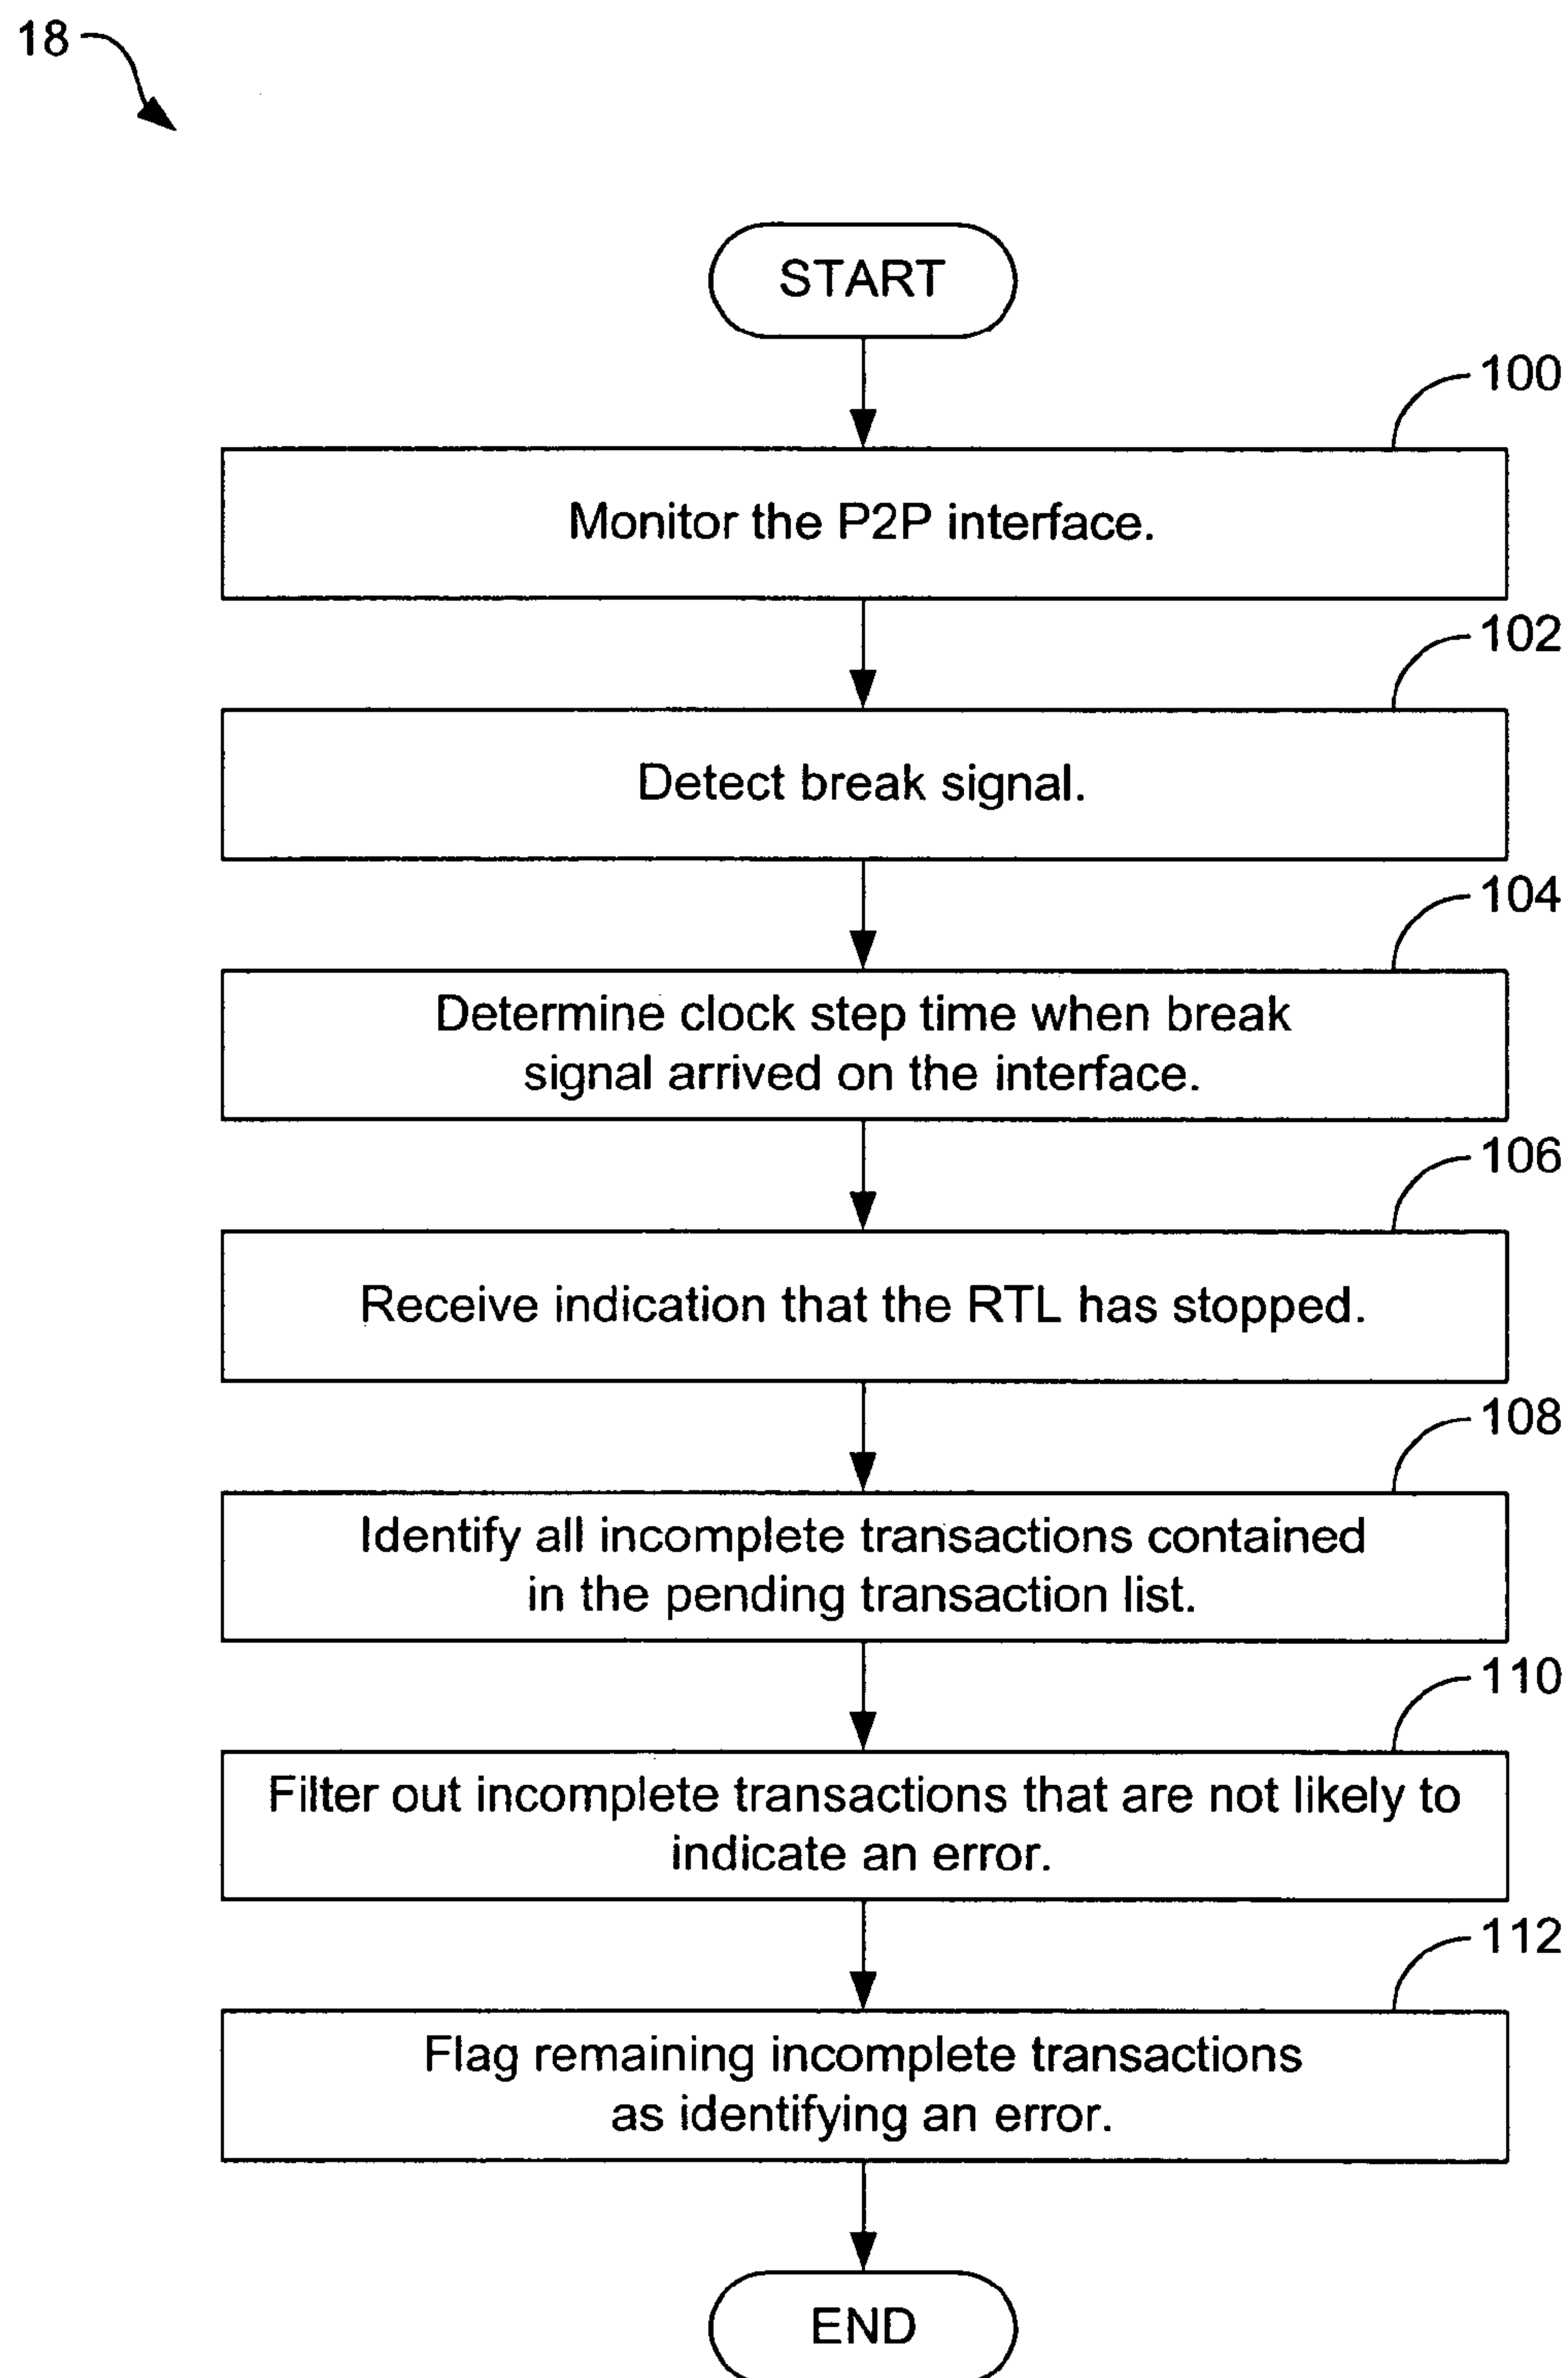 18
START
100
Monitor the P2P interface.
102
Detect break signal.
104
Determine clock step time when break
signal arrived on the interface.
106
Receive indication that the RTL has stopped.
108
Identify all incomplete transactions contained
in the pending transaction list.
110
Filter out incomplete transactions that are not likely to
indicate an error.
112
Flag remaining incomplete transactions
as identifying an error.
END